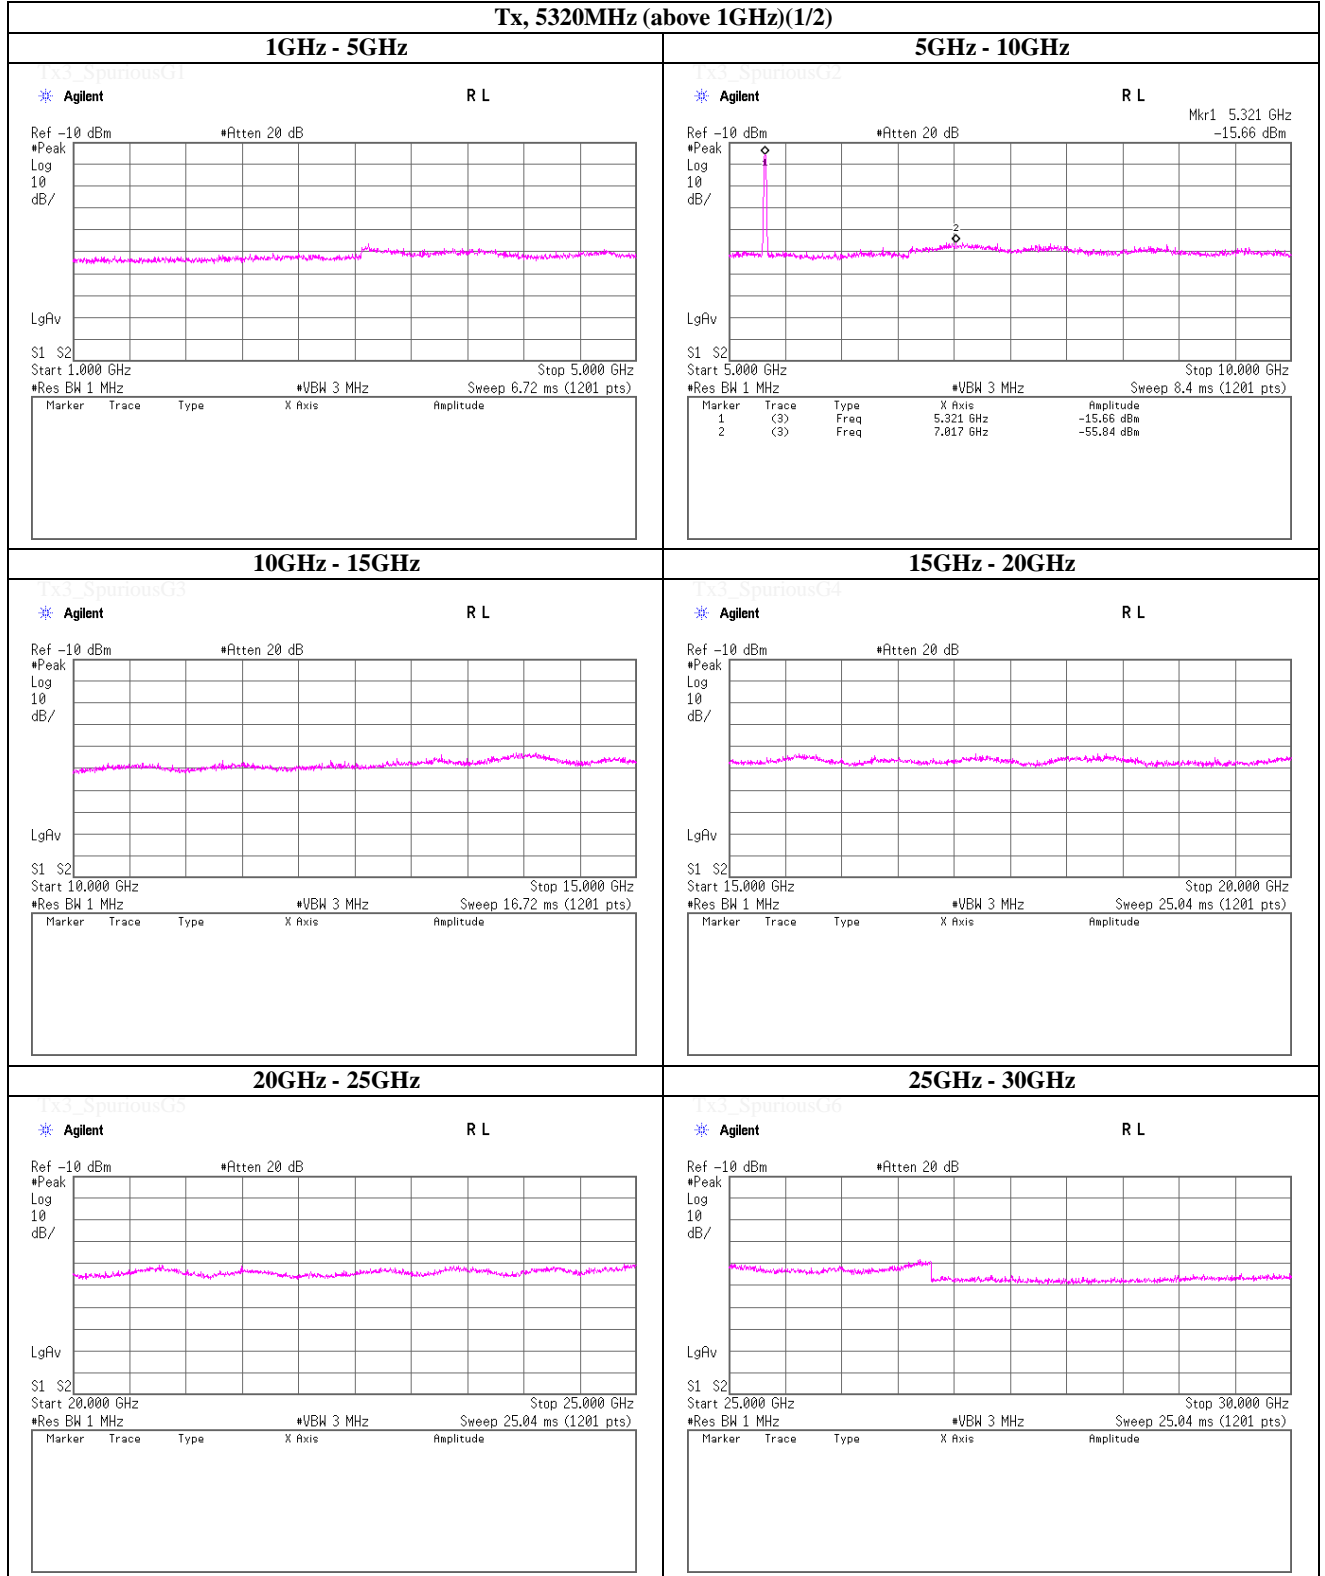 Tx, 5320MHz (above 1GHz)(1/2)
1GHz - 5GHz
Tx3_SpuriousG1
Agilent R L
Ref -10 dBm #Atten 20 dB
#Peak
Log
10
dB/
LgAv
S1 S2
Start 1.000 GHz Stop 5.000 GHz
#Res BW 1 MHz #VBW 3 MHz Sweep 6.72 ms (1201 pts)
Marker Trace Type X Axis Amplitude
5GHz - 10GHz
Tx3_SpuriousG2
Agilent R L
Mkr1 5.321 GHz
Ref -10 dBm #Atten 20 dB -15.66 dBm
#Peak
Log
10
dB/
1
2
LgAv
S1 S2
Start 5.000 GHz Stop 10.000 GHz
#Res BW 1 MHz #VBW 3 MHz Sweep 8.4 ms (1201 pts)
Marker Trace Type X Axis Amplitude
1 (3) Freq 5.321 GHz -15.66 dBm
2 (3) Freq 7.017 GHz -55.84 dBm
10GHz - 15GHz
Tx3_SpuriousG3
Agilent R L
Ref -10 dBm #Atten 20 dB
#Peak
Log
10
dB/
LgAv
S1 S2
Start 10.000 GHz Stop 15.000 GHz
#Res BW 1 MHz #VBW 3 MHz Sweep 16.72 ms (1201 pts)
Marker Trace Type X Axis Amplitude
15GHz - 20GHz
Tx3_SpuriousG4
Agilent R L
Ref -10 dBm #Atten 20 dB
#Peak
Log
10
dB/
LgAv
S1 S2
Start 15.000 GHz Stop 20.000 GHz
#Res BW 1 MHz #VBW 3 MHz Sweep 25.04 ms (1201 pts)
Marker Trace Type X Axis Amplitude
20GHz - 25GHz
Tx3_SpuriousG5
Agilent R L
Ref -10 dBm #Atten 20 dB
#Peak
Log
10
dB/
LgAv
S1 S2
Start 20.000 GHz Stop 25.000 GHz
#Res BW 1 MHz #VBW 3 MHz Sweep 25.04 ms (1201 pts)
Marker Trace Type X Axis Amplitude
25GHz - 30GHz
Tx3_SpuriousG6
Agilent R L
Ref -10 dBm #Atten 20 dB
#Peak
Log
10
dB/
LgAv
S1 S2
Start 25.000 GHz Stop 30.000 GHz
#Res BW 1 MHz #VBW 3 MHz Sweep 25.04 ms (1201 pts)
Marker Trace Type X Axis Amplitude